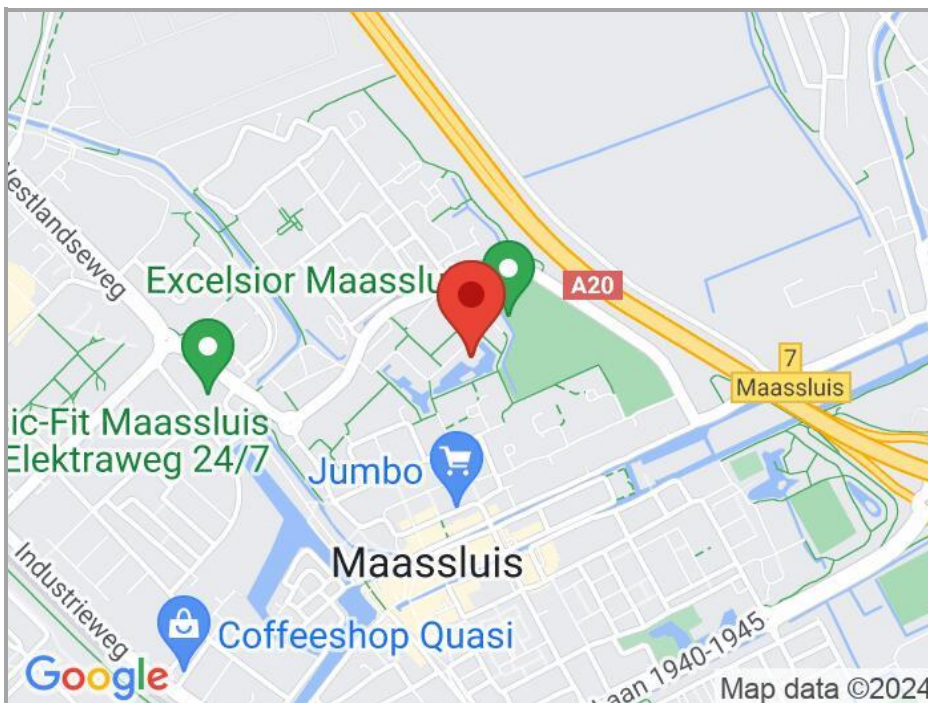 Westlandseweg
Excelsior Maasslu
A20
7
Maassluis
ic-Fit Maassluis
Elektraweg 24/7
Jumbo
Maassluis
Industrieweg
Coffeeshop Quasi
Laan 1940-1945
Google
Map data ©2024